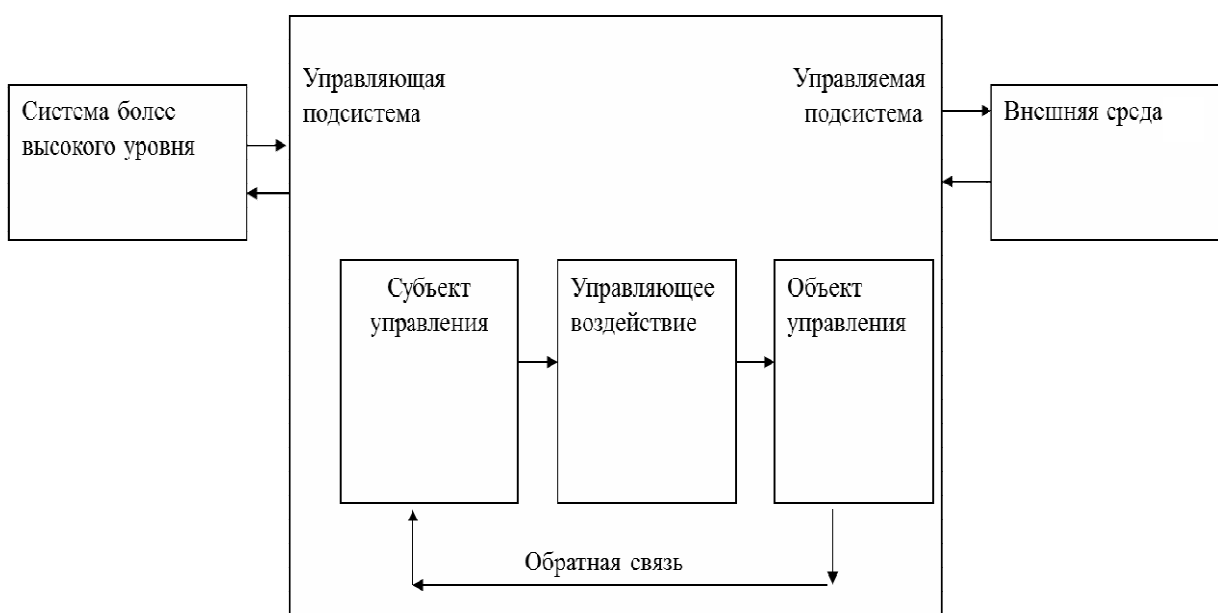 Управляющая
подсистема
Управляемая
подсистема
Система более
высокого уровня
Внешняя среда
Субъект
управления
Управляющее
воздействие
Объект
управления
Обратная связь